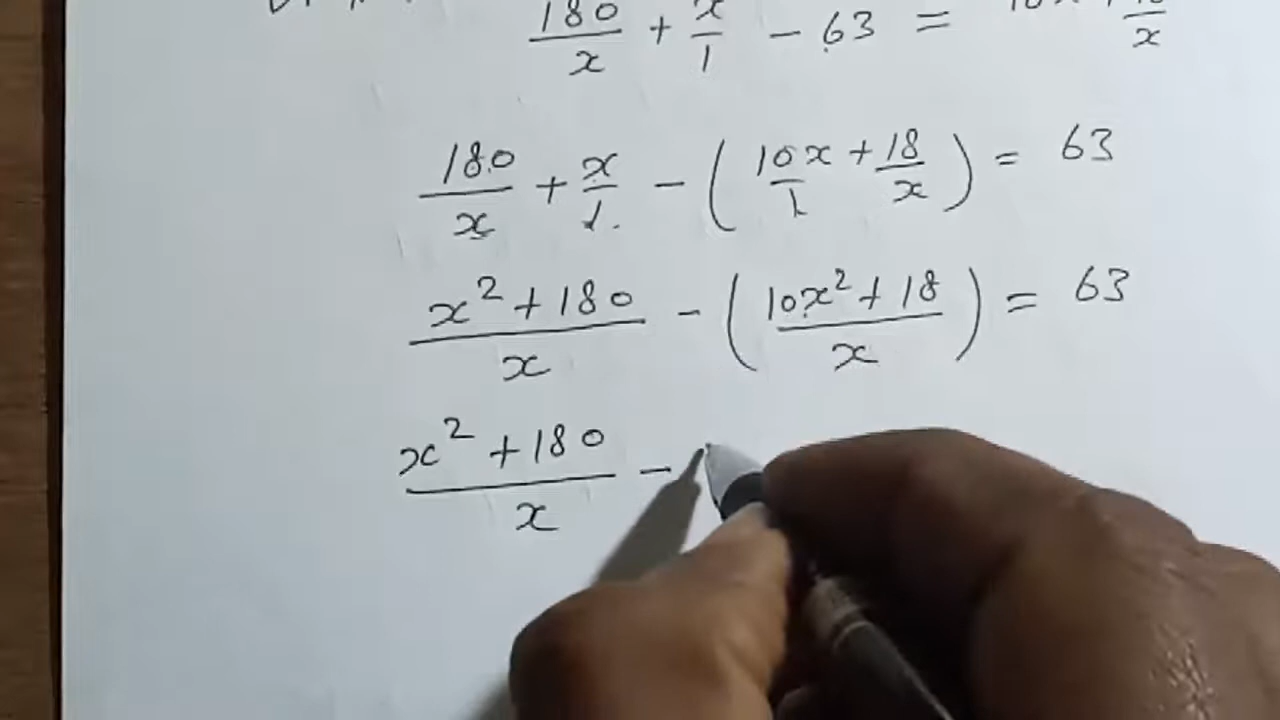 180/x + x/1 - 63 =
180/x + x/1 - (10x/1 + 18/x) = 63
(x² + 180)/x - ((10x² + 18)/x) = 63
(x² + 180)/x -